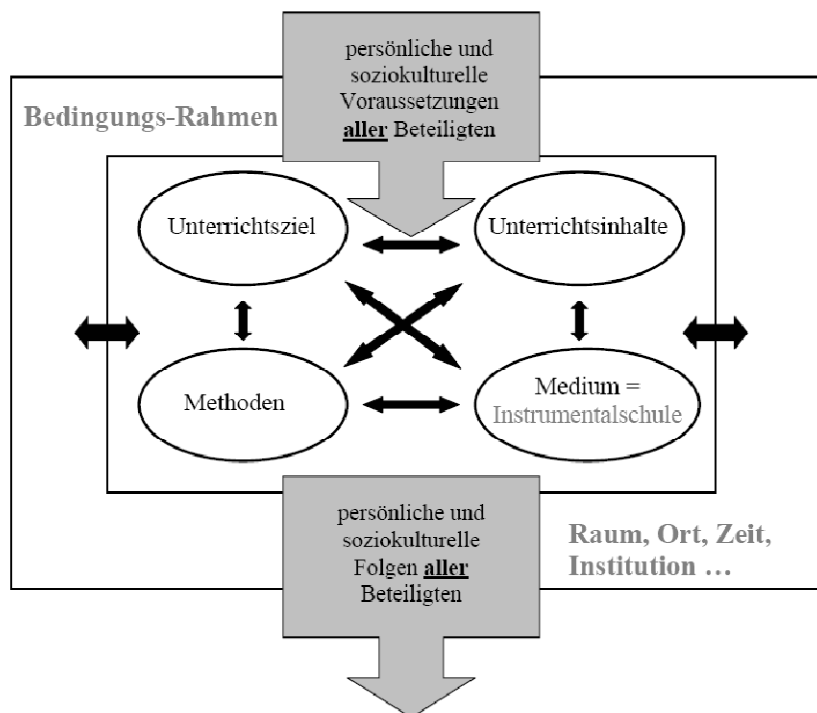 persönliche und
soziokulturelle
Voraussetzungen
aller Beteiligten
Bedingungs-Rahmen
Unterrichtsziel
Unterrichtsinhalte
Methoden
Medium =
Instrumentalschule
persönliche und
soziokulturelle
Folgen aller
Beteiligten
Raum, Ort, Zeit,
Institution ...